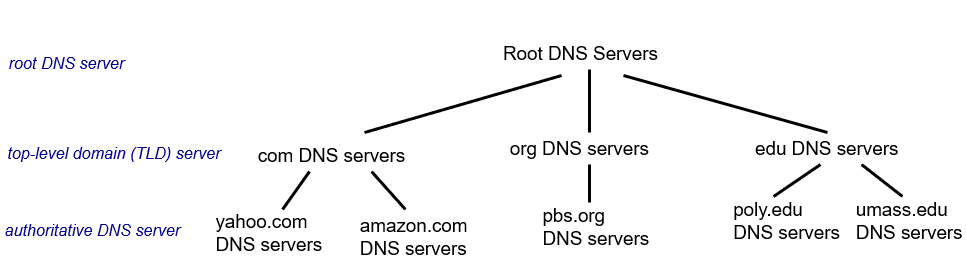 root DNS server
Root DNS Servers
top-level domain (TLD) server
com DNS servers
org DNS servers
edu DNS servers
authoritative DNS server
yahoo.com
DNS servers
amazon.com
DNS servers
pbs.org
DNS servers
poly.edu
DNS servers
umass.edu
DNS servers